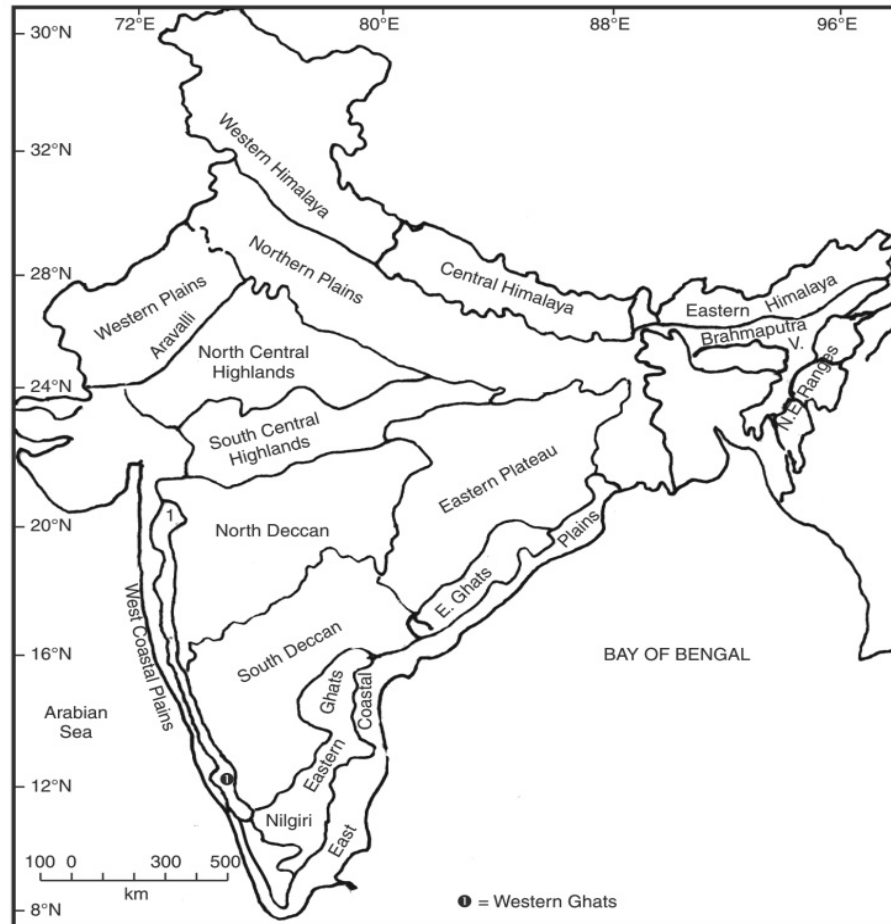 72°E 80°E 88°E 96°E
30°N
32°N
28°N
24°N
20°N
16°N
12°N
8°N
Western Himalaya
Northern Plains
Western Plains
Aravalli
Central Himalaya
Eastern Himalaya
Brahmaputra
V.
N.E. Ranges
North Central
Highlands
South Central
Highlands
Eastern Plateau
1
North Deccan
E. Ghats
Plains
West Coastal Plains
South Deccan
Ghats
Coastal
BAY OF BENGAL
Arabian
Sea
Eastern
1
Nilgiri
East
100 0 300 500
km
❶ = Western Ghats